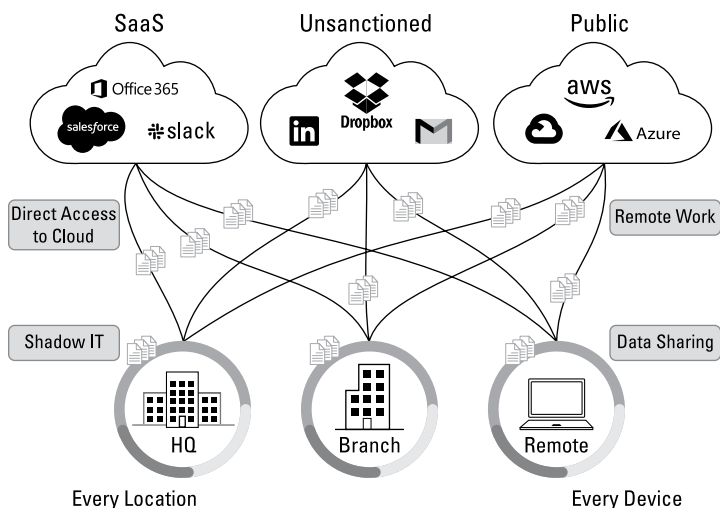 SaaS
Unsanctioned
Public
Office 365
salesforce
slack
in
Dropbox
aws
Azure
Direct Access
to Cloud
Remote Work
Shadow IT
Data Sharing
HQ
Branch
Remote
Every Location
Every Device